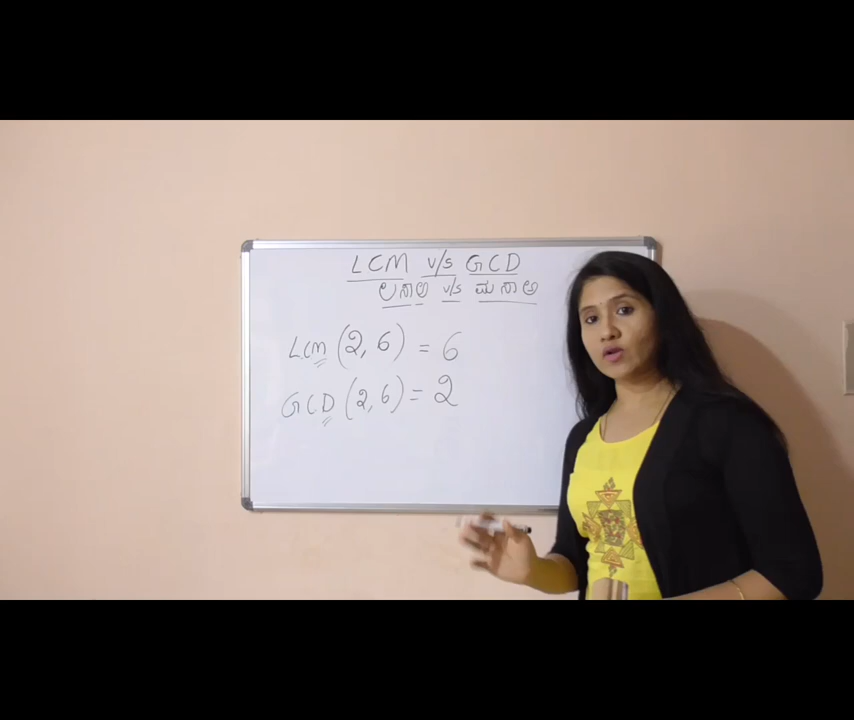 LCM v/s GCD
ಲಸಾಅ v/s ಮಸಾಅ
LCM (2, 6) = 6
GCD (2, 6) = 2